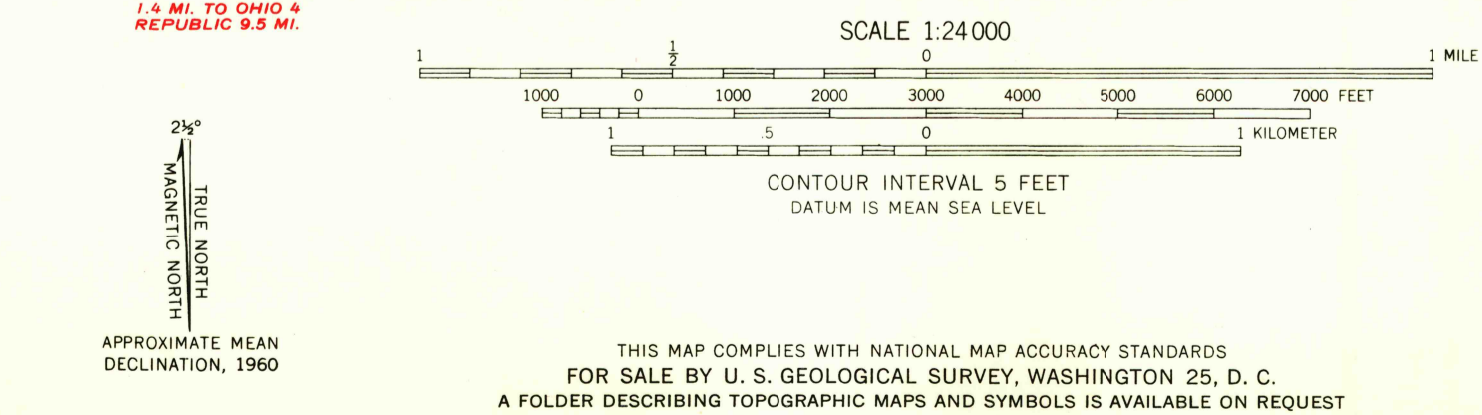 1.4 MI. TO OHIO 4
REPUBLIC 9.5 MI.
SCALE 1:24 000
1 ½ 0 1 MILE
1000 0 1000 2000 3000 4000 5000 6000 7000 FEET
1 .5 0 1 KILOMETER
CONTOUR INTERVAL 5 FEET
DATUM IS MEAN SEA LEVEL
2½°
TRUE NORTH
MAGNETIC NORTH
APPROXIMATE MEAN
DECLINATION, 1960
THIS MAP COMPLIES WITH NATIONAL MAP ACCURACY STANDARDS
FOR SALE BY U. S. GEOLOGICAL SURVEY, WASHINGTON 25, D. C.
A FOLDER DESCRIBING TOPOGRAPHIC MAPS AND SYMBOLS IS AVAILABLE ON REQUEST